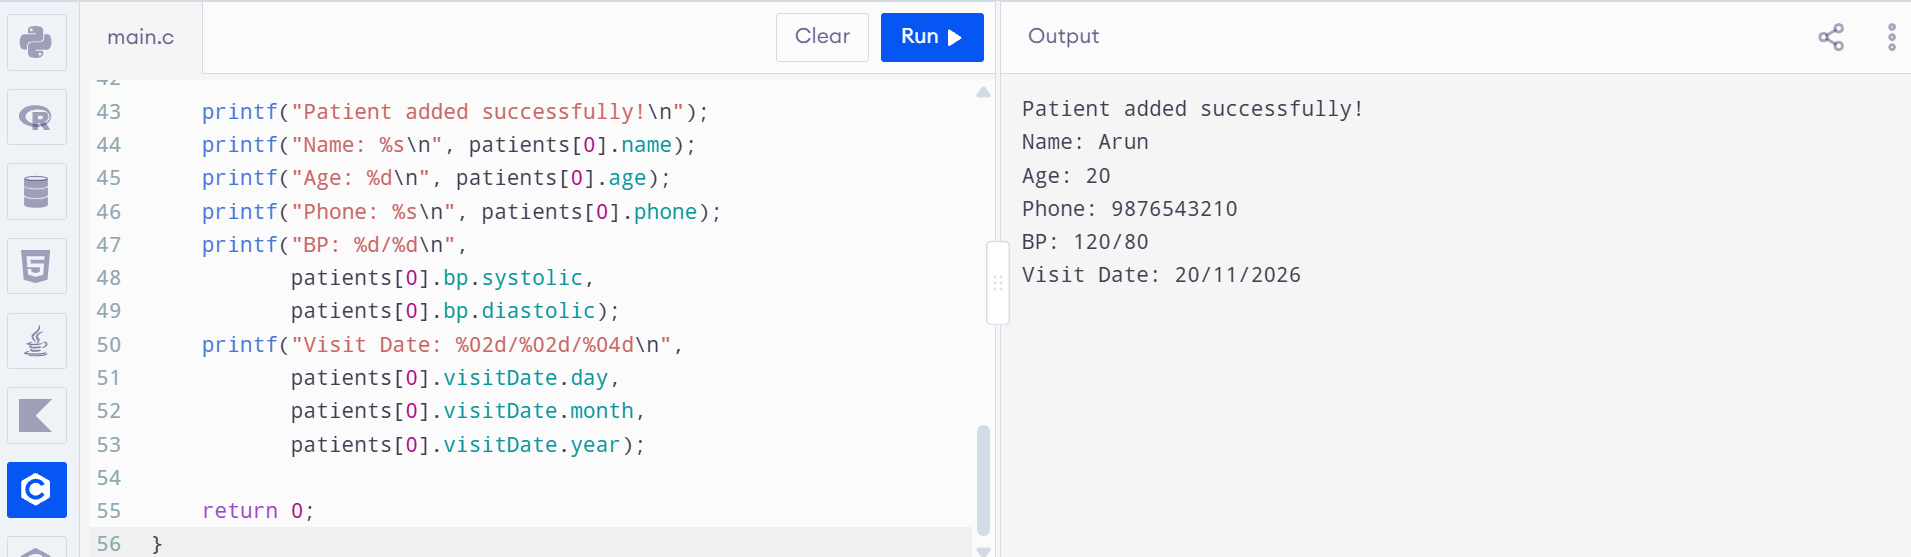 main.c
Clear
Run
Output
42
43 printf("Patient added successfully!\n");
44 printf("Name: %s\n", patients[0].name);
45 printf("Age: %d\n", patients[0].age);
46 printf("Phone: %s\n", patients[0].phone);
47 printf("BP: %d/%d\n",
48 patients[0].bp.systolic,
49 patients[0].bp.diastolic);
50 printf("Visit Date: %02d/%02d/%04d\n",
51 patients[0].visitDate.day,
52 patients[0].visitDate.month,
53 patients[0].visitDate.year);
54
55 return 0;
56 }
Patient added successfully!
Name: Arun
Age: 20
Phone: 9876543210
BP: 120/80
Visit Date: 20/11/2026